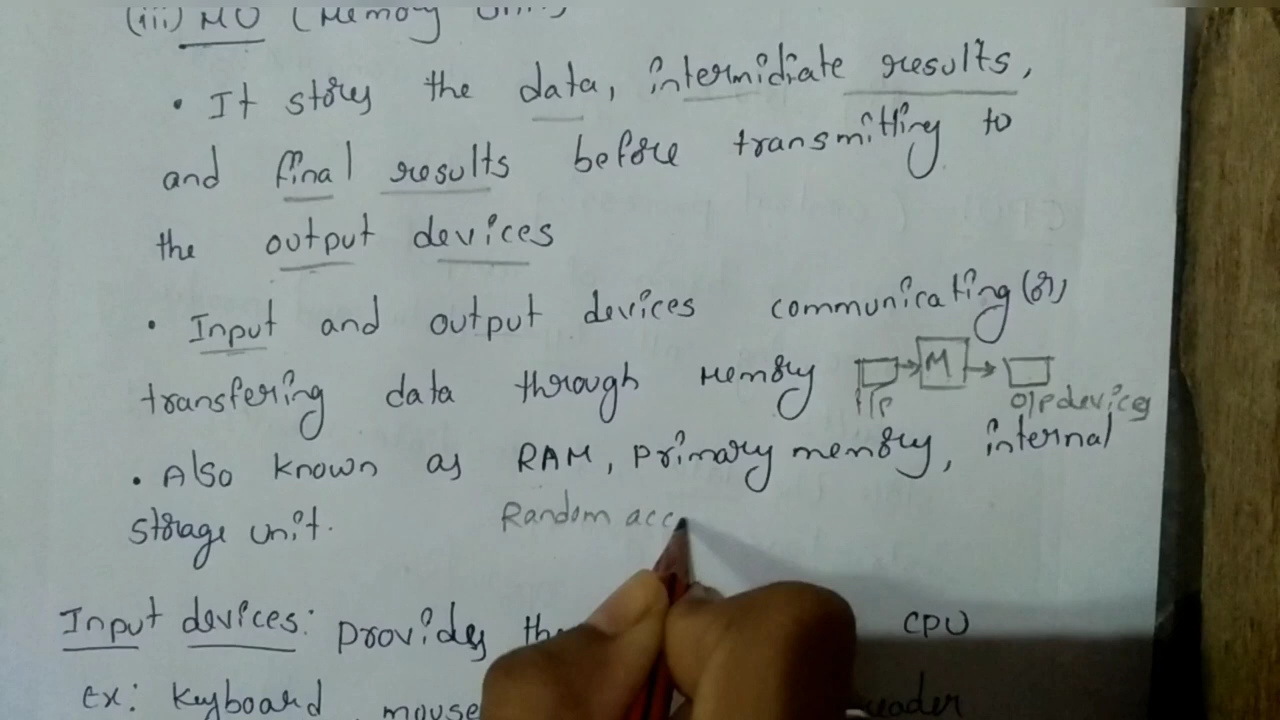 (iii) MU (Memory Unit)
• It stores the data, intermidiate results,
and final results before transmitting to
the output devices
• Input and output devices communicating (or)
transfering data through Memory
M
I/P
O/P devices
• Also known as RAM, Primary memory, internal
storage unit.
Random acc
Input devices: provides CPU
Ex: Keyboard, mouse